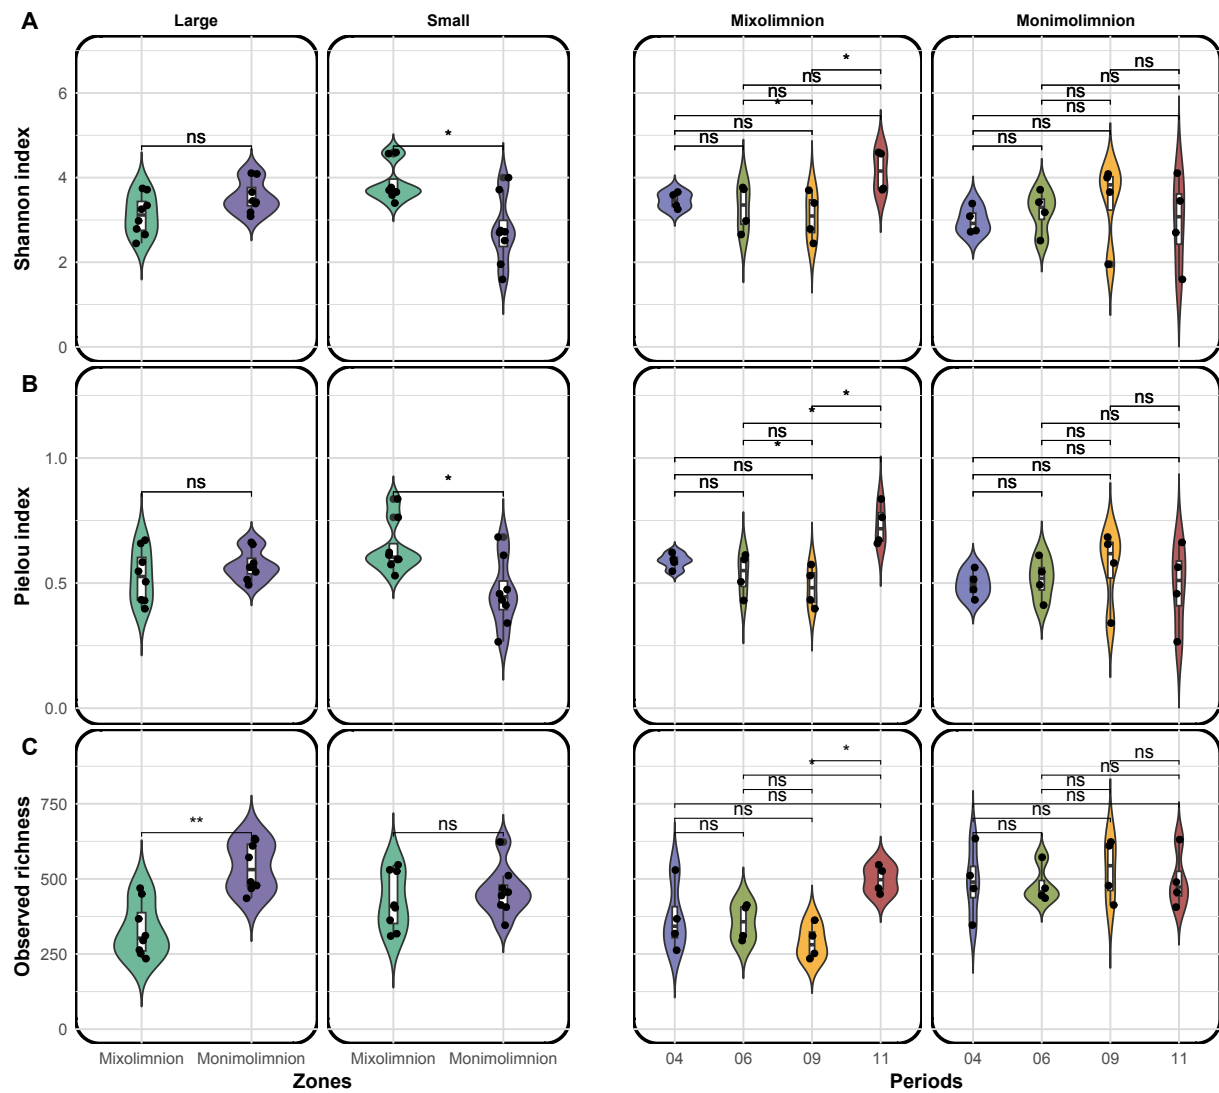 A
Large
Small
Mixolimnion
Monimolimnion
Shannon index
6
4
2
0
ns
*
*
ns
ns
*
ns
ns
ns
ns
ns
ns
ns
ns
B
Pielou index
1.0
0.5
0.0
ns
*
*
*
ns
*
ns
ns
ns
ns
ns
ns
ns
ns
C
Observed richness
750
500
250
0
**
ns
*
*
ns
ns
ns
ns
ns
ns
ns
ns
ns
Mixolimnion Monimolimnion
Mixolimnion Monimolimnion
04 06 09 11
04 06 09 11
Zones
Periods